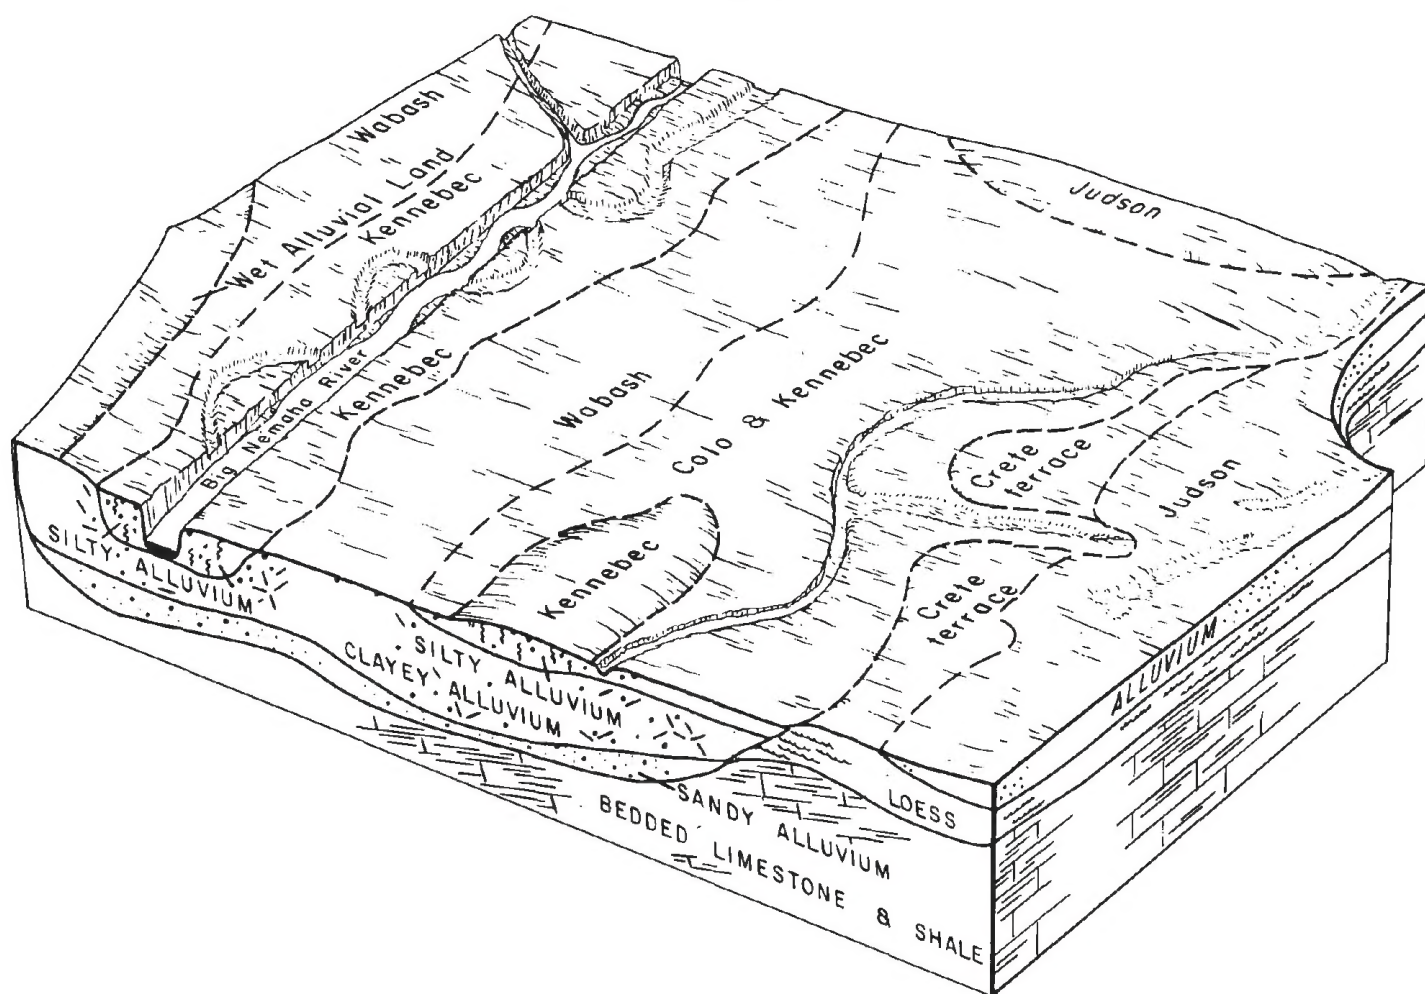 Wabash
Wet Alluvial Land
Kennebec
Judson
Big Nemaha River
Kennebec
Wabash
Colo & Kennebec
Crete
terrace
Judson
Kennebec
Crete
terrace
SILTY ALLUVIUM
SILTY ALLUVIUM
CLAYEY ALLUVIUM
SANDY ALLUVIUM
BEDDED LIMESTONE & SHALE
LOESS
ALLUVIUM